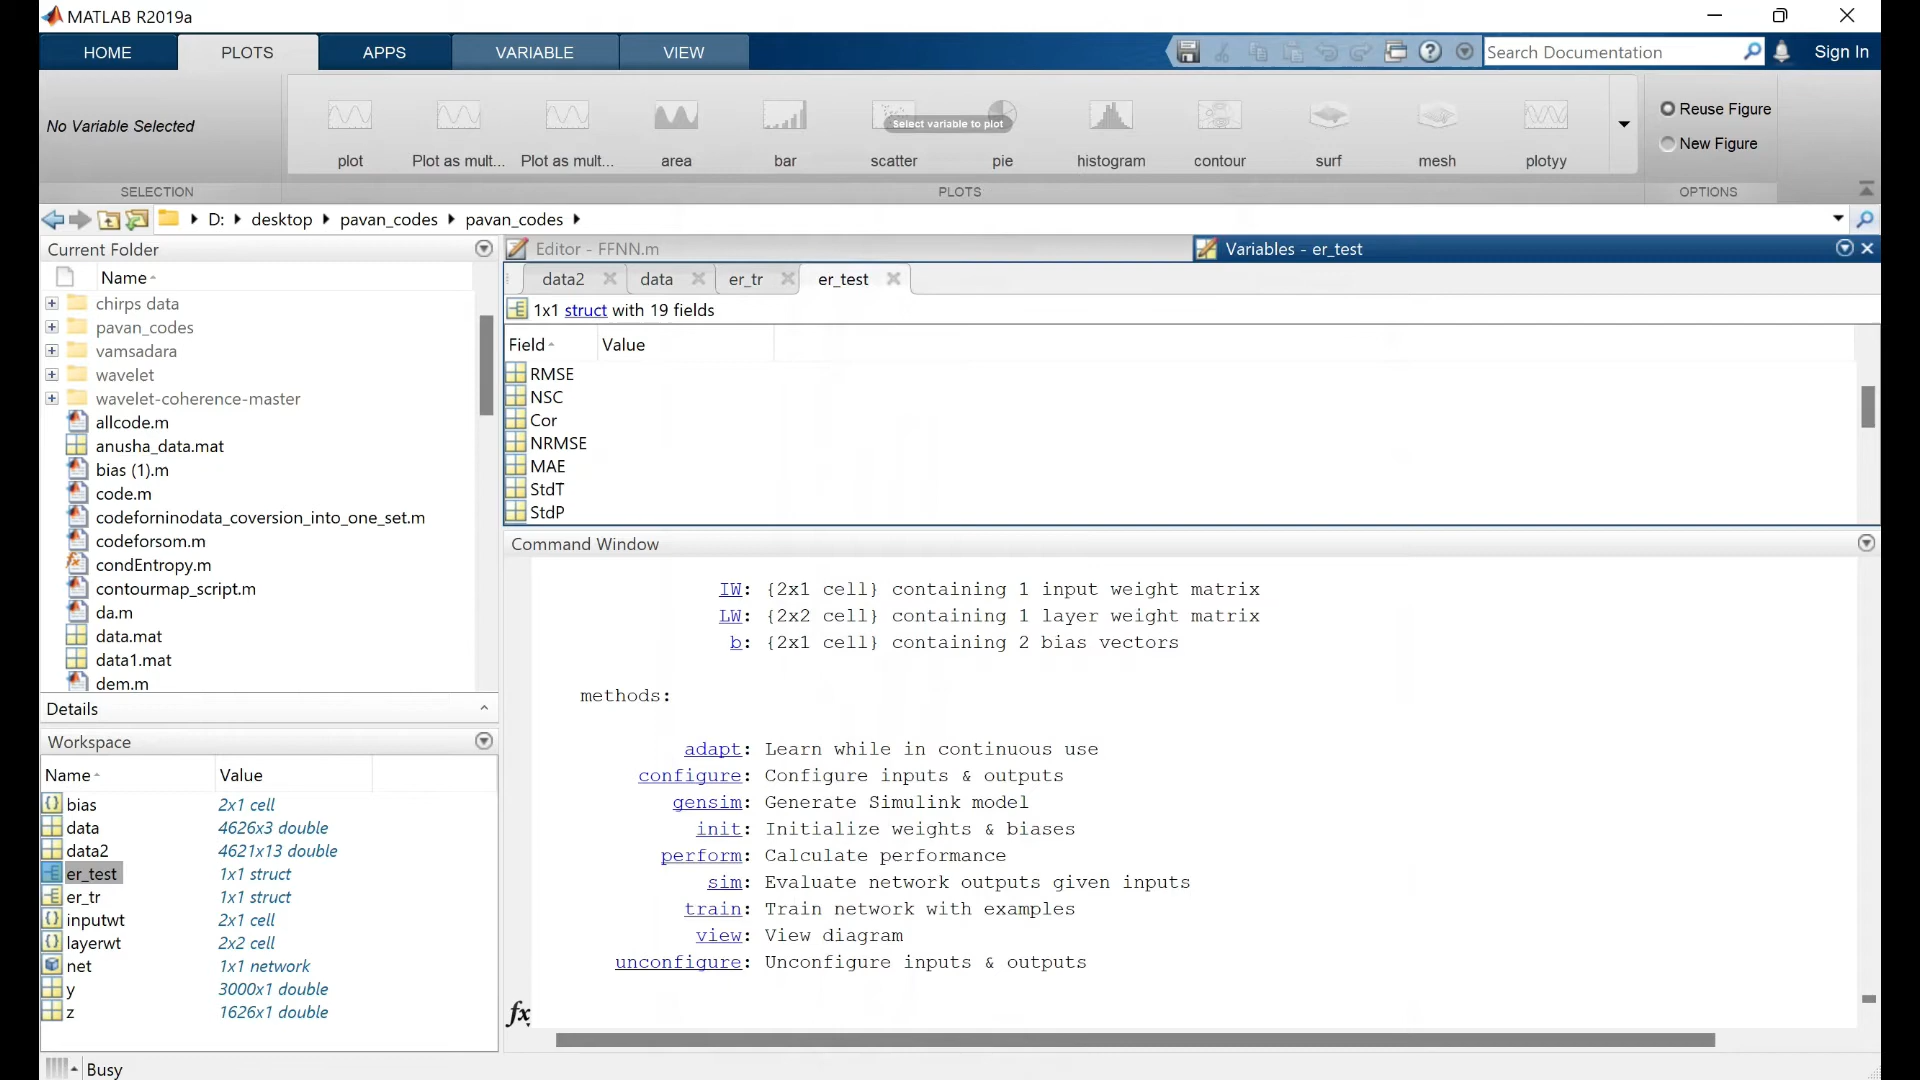 MATLAB R2019a
HOME
PLOTS
APPS
VARIABLE
VIEW
Search Documentation
Sign In
No Variable Selected
Select variable to plot
plot
Plot as mult...
Plot as mult...
area
bar
scatter
pie
histogram
contour
surf
mesh
plotyy
Reuse Figure
New Figure
SELECTION
PLOTS
OPTIONS
D:
desktop
pavan_codes
pavan_codes
Current Folder
Name
chirps data
pavan_codes
vamsadara
wavelet
wavelet-coherence-master
allcode.m
anusha_data.mat
bias (1).m
code.m
codeforninodata_coversion_into_one_set.m
codeforsom.m
condEntropy.m
contourmap_script.m
da.m
data.mat
data1.mat
dem.m
Details
Workspace
Name Value
bias 2x1 cell
data 4626x3 double
data2 4621x13 double
er_test 1x1 struct
er_tr 1x1 struct
inputwt 2x1 cell
layerwt 2x2 cell
net 1x1 network
y 3000x1 double
z 1626x1 double
Busy
Editor - FFNN.m
Variables - er_test
data2
data
er_tr
er_test
1x1 struct with 19 fields
Field Value
RMSE
NSC
Cor
NRMSE
MAE
StdT
StdP
Command Window
IW: {2x1 cell} containing 1 input weight matrix
LW: {2x2 cell} containing 1 layer weight matrix
b: {2x1 cell} containing 2 bias vectors
methods:
adapt: Learn while in continuous use
configure: Configure inputs & outputs
gensim: Generate Simulink model
init: Initialize weights & biases
perform: Calculate performance
sim: Evaluate network outputs given inputs
train: Train network with examples
view: View diagram
unconfigure: Unconfigure inputs & outputs
fx